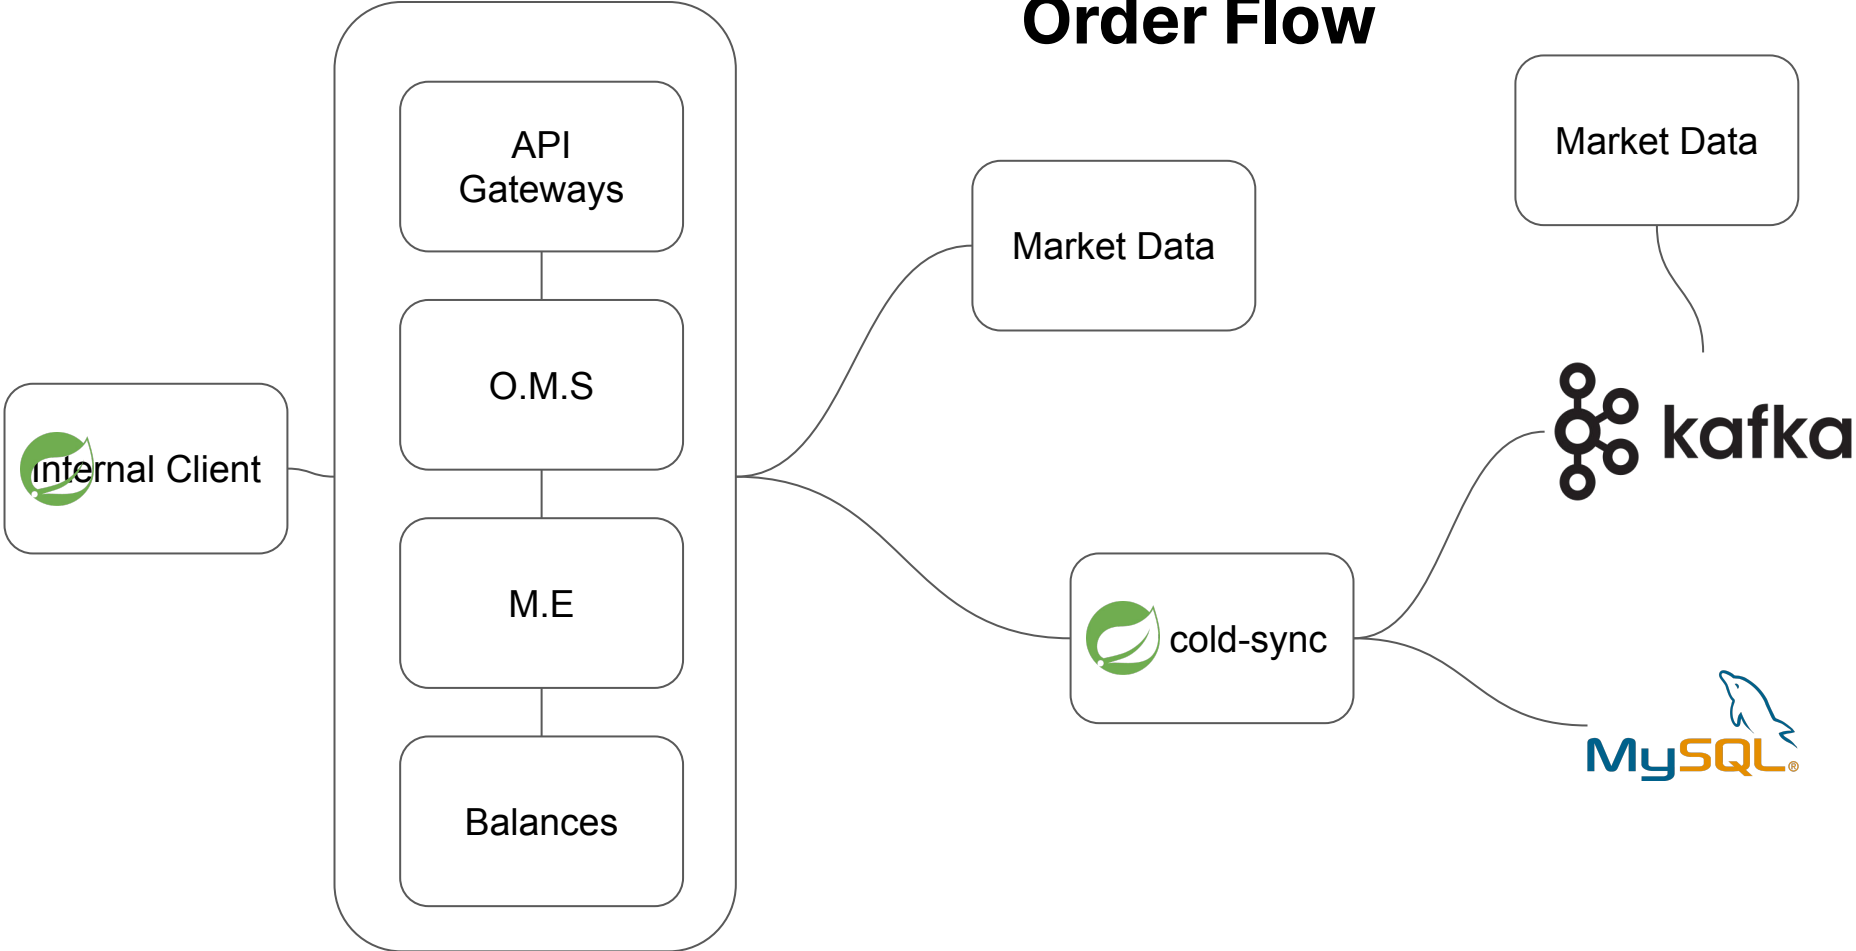 Order Flow
API
Gateways
O.M.S
M.E
Balances
Internal Client
Market Data
cold-sync
Market Data
kafka
MySQL®